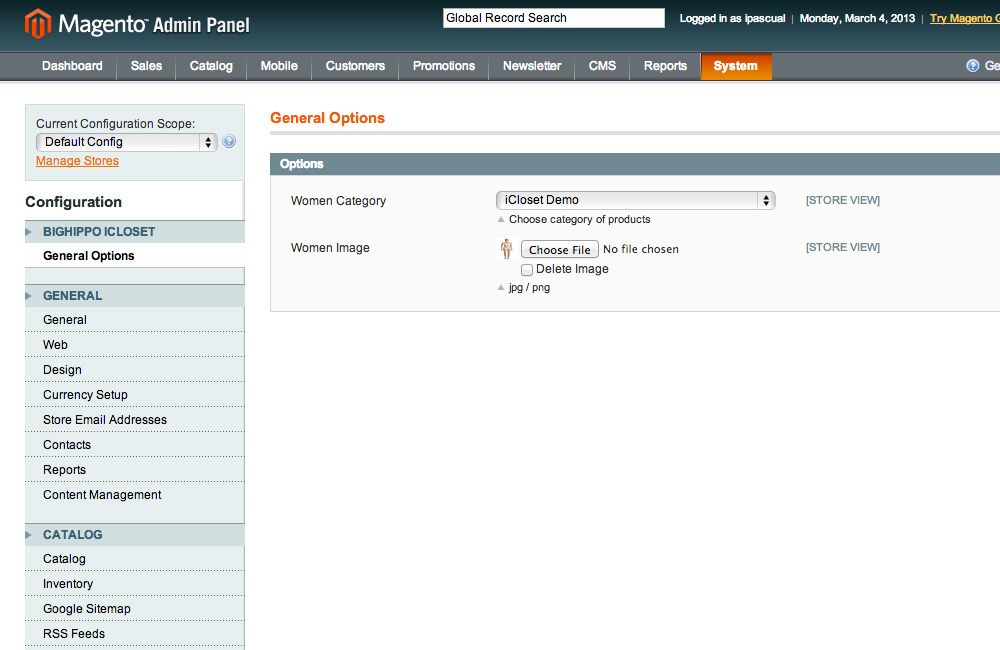 Magento™ Admin Panel
Global Record Search
Logged in as ipascual | Monday, March 4, 2013 | Try Magento G
Dashboard Sales Catalog Mobile Customers Promotions Newsletter CMS Reports System Ge
Current Configuration Scope:
Default Config
Manage Stores
Configuration
BIGHIPPO ICLOSET
General Options
GENERAL
General
Web
Design
Currency Setup
Store Email Addresses
Contacts
Reports
Content Management
CATALOG
Catalog
Inventory
Google Sitemap
RSS Feeds
General Options
Options
Women Category iCloset Demo [STORE VIEW]
Choose category of products
Women Image Choose File No file chosen [STORE VIEW]
Delete Image
jpg / png